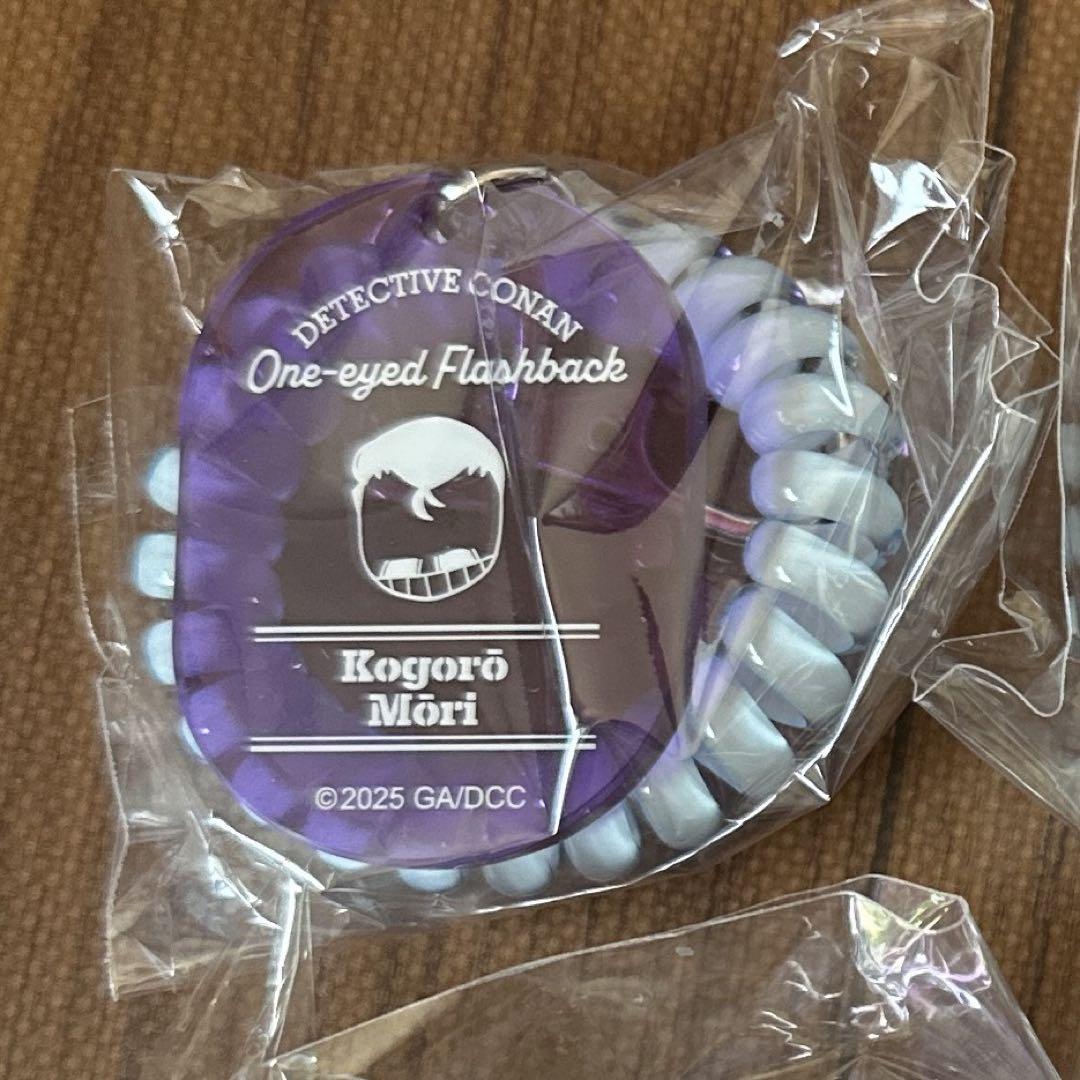 DETECTIVE CONAN
One-eyed Flashback
Kogorō
Mōri
©2025 GA/DCC